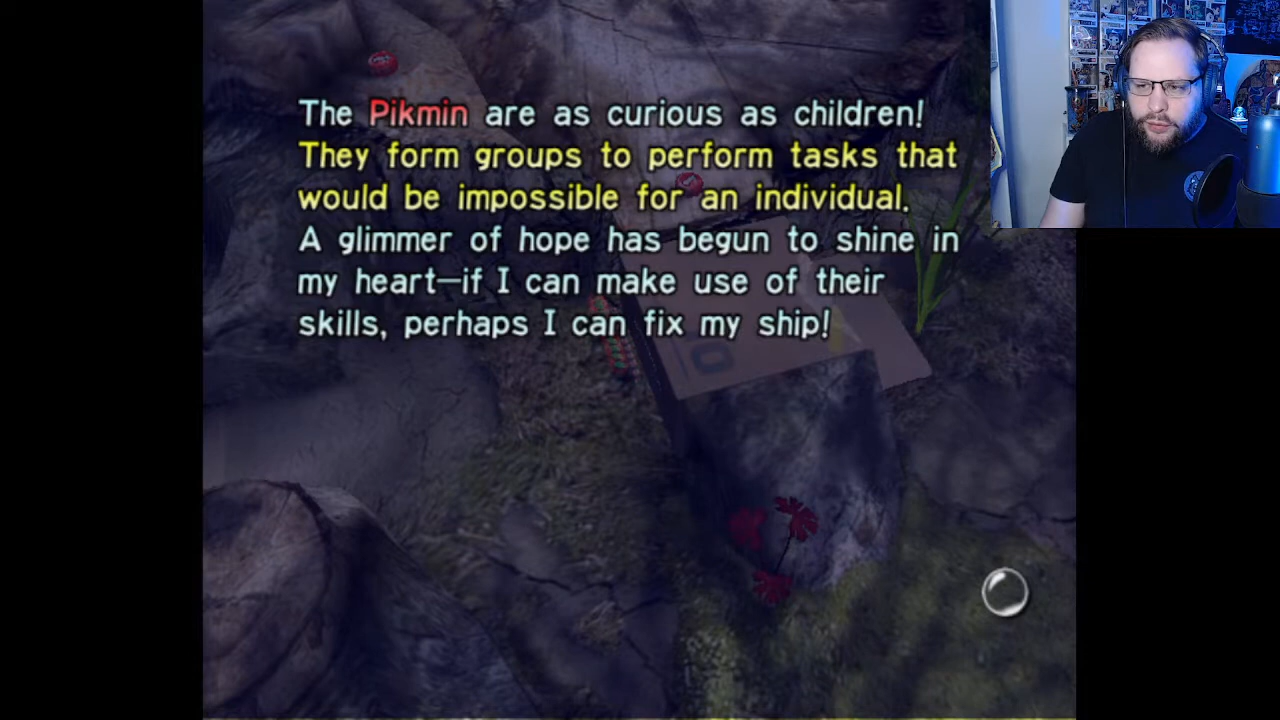 The Pikmin are as curious as children!
They form groups to perform tasks that
would be impossible for an individual.
A glimmer of hope has begun to shine in
my heart—if I can make use of their
skills, perhaps I can fix my ship!